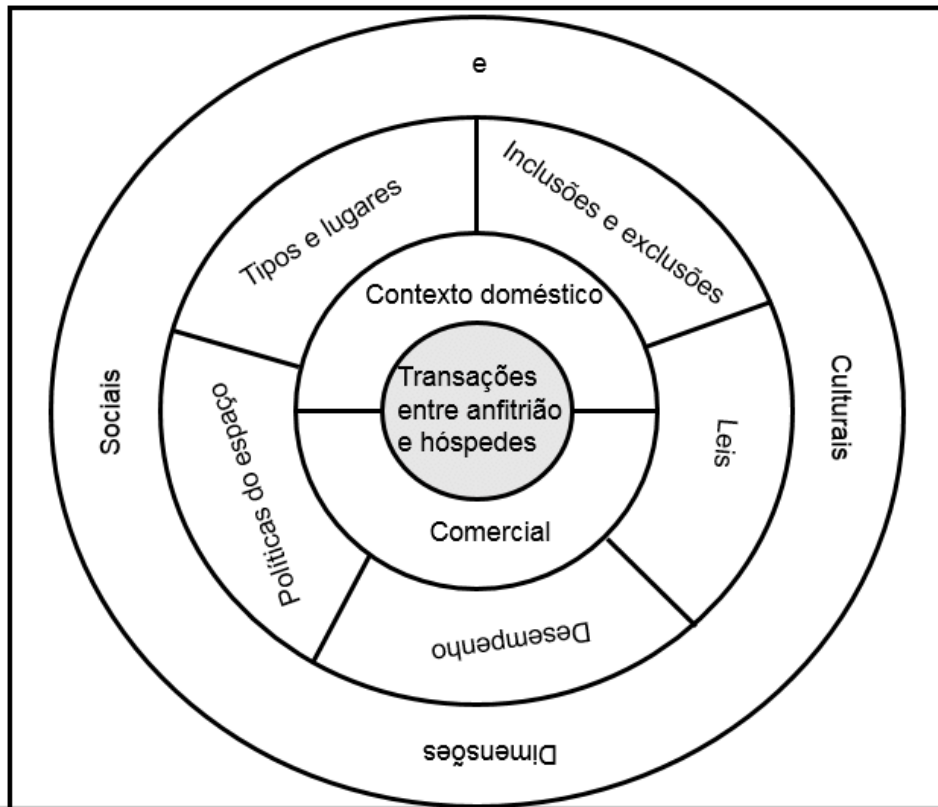 e
Inclusões e exclusões
Tipos e lugares
Contexto doméstico
Transações
entre anfitrião
e hóspedes
Sociais
Culturais
Leis
Políticas do espaço
Comercial
Desempenho
Dimensões